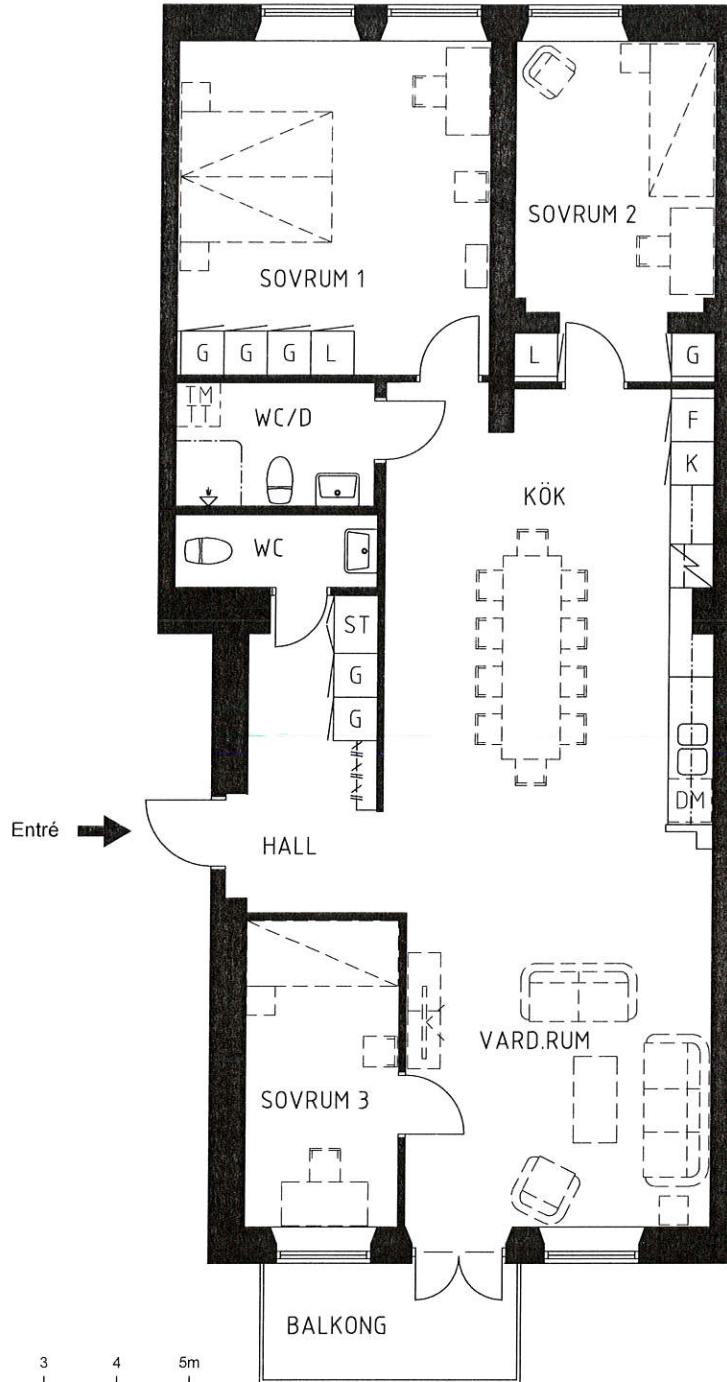 SOVRUM 2
SOVRUM 1
G G G L
L
G
TM
TT
WC/D
F
K
KÖK
WC
ST
G
G
DM
Entré
HALL
VARD.RUM
SOVRUM 3
BALKONG
3 4 5m